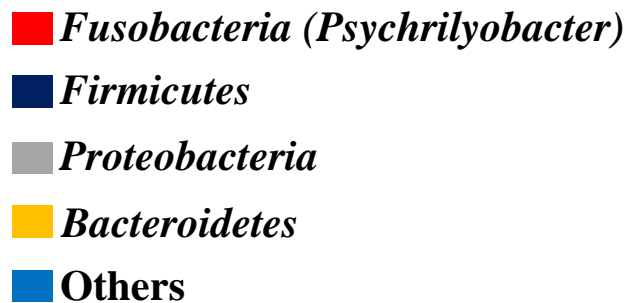 Fusobacteria (Psychrilyobacter)
Firmicutes
Proteobacteria
Bacteroidetes
Others